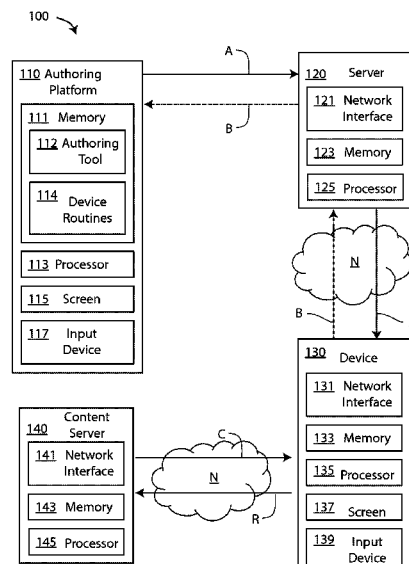 100
A
110 Authoring
Platform
111 Memory
112 Authoring
Tool
114 Device
Routines
113 Processor
115 Screen
117 Input
Device
B
120 Server
121 Network
Interface
123 Memory
125 Processor
N
B
130 Device
131 Network
Interface
133 Memory
135 Processor
137 Screen
139 Input
Device
140 Content
Server
141 Network
Interface
143 Memory
145 Processor
C
N
R